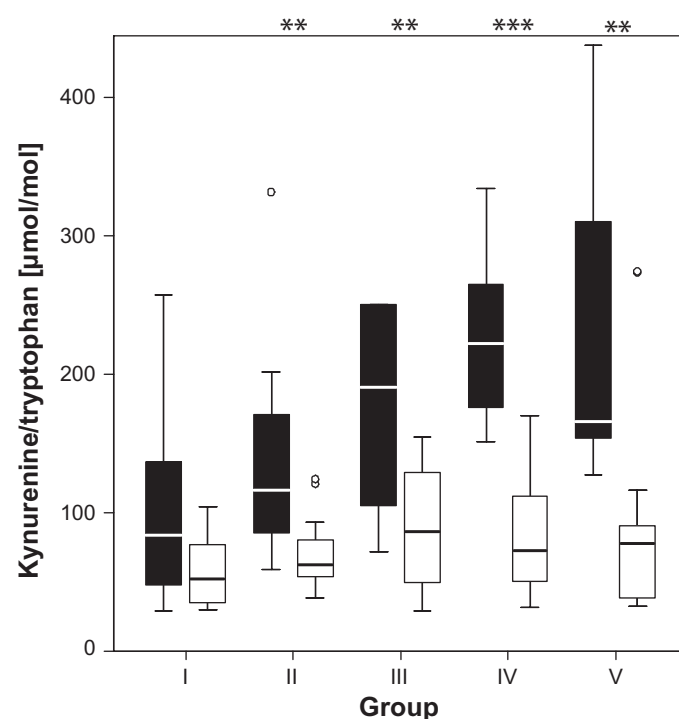 ** ** *** **
400
300
200
100
0
Kynurenine/tryptophan [µmol/mol]
I II III IV V
Group